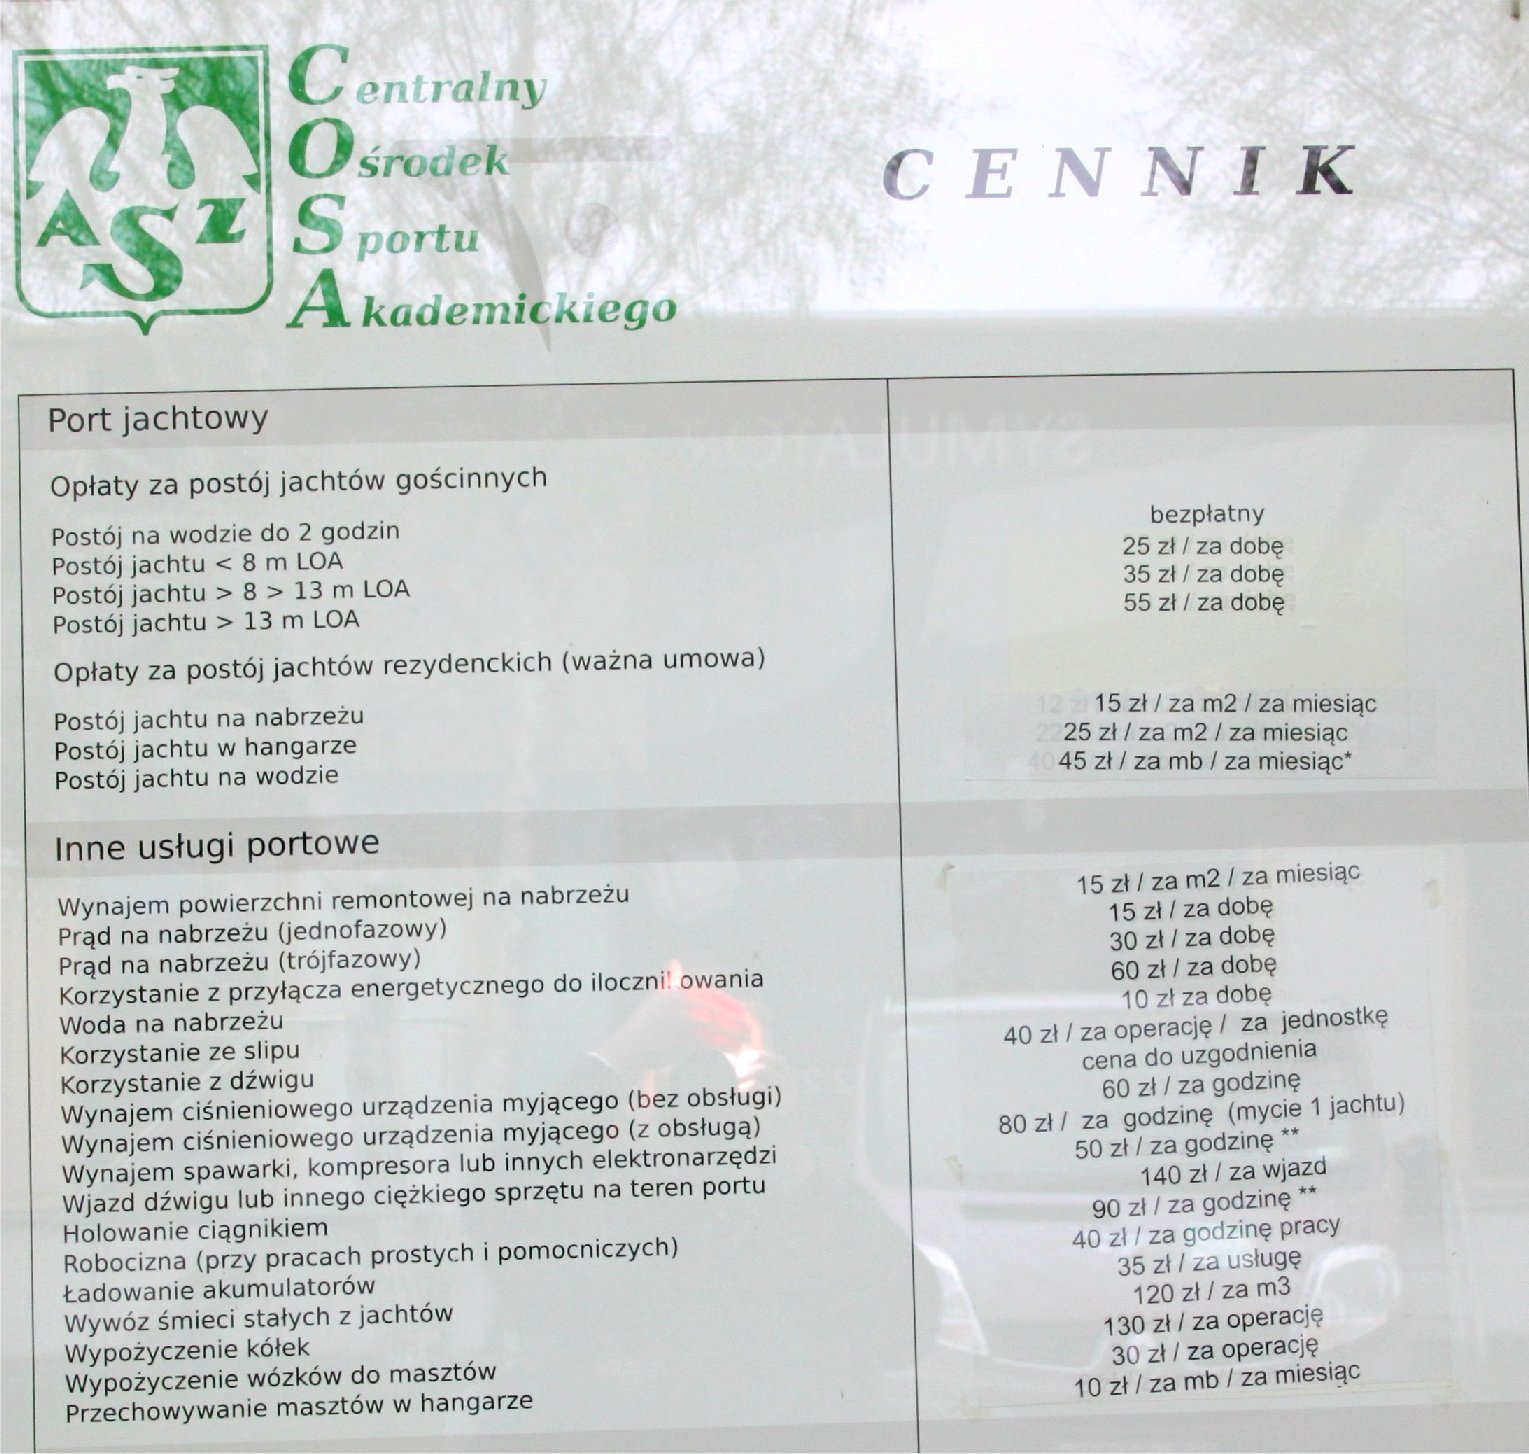 AZS
Centralny
Ośrodek
Sportu
Akademickiego
CENNIK
Port jachtowy
Opłaty za postój jachtów gościnnych
Postój na wodzie do 2 godzin bezpłatny
Postój jachtu < 8 m LOA 25 zł / za dobę
Postój jachtu > 8 > 13 m LOA 35 zł / za dobę
Postój jachtu > 13 m LOA 55 zł / za dobę
Opłaty za postój jachtów rezydenckich (ważna umowa)
Postój jachtu na nabrzeżu 15 zł / za m2 / za miesiąc
Postój jachtu w hangarze 25 zł / za m2 / za miesiąc
Postój jachtu na wodzie 45 zł / za mb / za miesiąc*
Inne usługi portowe
Wynajem powierzchni remontowej na nabrzeżu 15 zł / za m2 / za miesiąc
Prąd na nabrzeżu (jednofazowy) 15 zł / za dobę
Prąd na nabrzeżu (trójfazowy) 30 zł / za dobę
Korzystanie z przyłącza energetycznego do 60 zł / za dobę
Woda na nabrzeżu 10 zł za dobę
Korzystanie ze slipu 40 zł / za operację / za jednostkę
Korzystanie z dźwigu cena do uzgodnienia
Wynajem ciśnieniowego urządzenia myjącego (bez obsługi) 60 zł / za godzinę
Wynajem ciśnieniowego urządzenia myjącego (z obsługą) 80 zł / za godzinę (mycie 1 jachtu)
Wynajem spawarki, kompresora lub innych elektronarzędzi 50 zł / za godzinę **
Wjazd dźwigu lub innego ciężkiego sprzętu na teren portu 140 zł / za wjazd
Holowanie ciągnikiem 90 zł / za godzinę **
Robocizna (przy pracach prostych i pomocniczych) 40 zł / za godzinę pracy
Ładowanie akumulatorów 35 zł / za usługę
Wywóz śmieci stałych z jachtów 120 zł / za m3
Wypożyczenie kółek 130 zł / za operację
Wypożyczenie wózków do masztów 30 zł / za operację
Przechowywanie masztów w hangarze 10 zł / za mb / za miesiąc